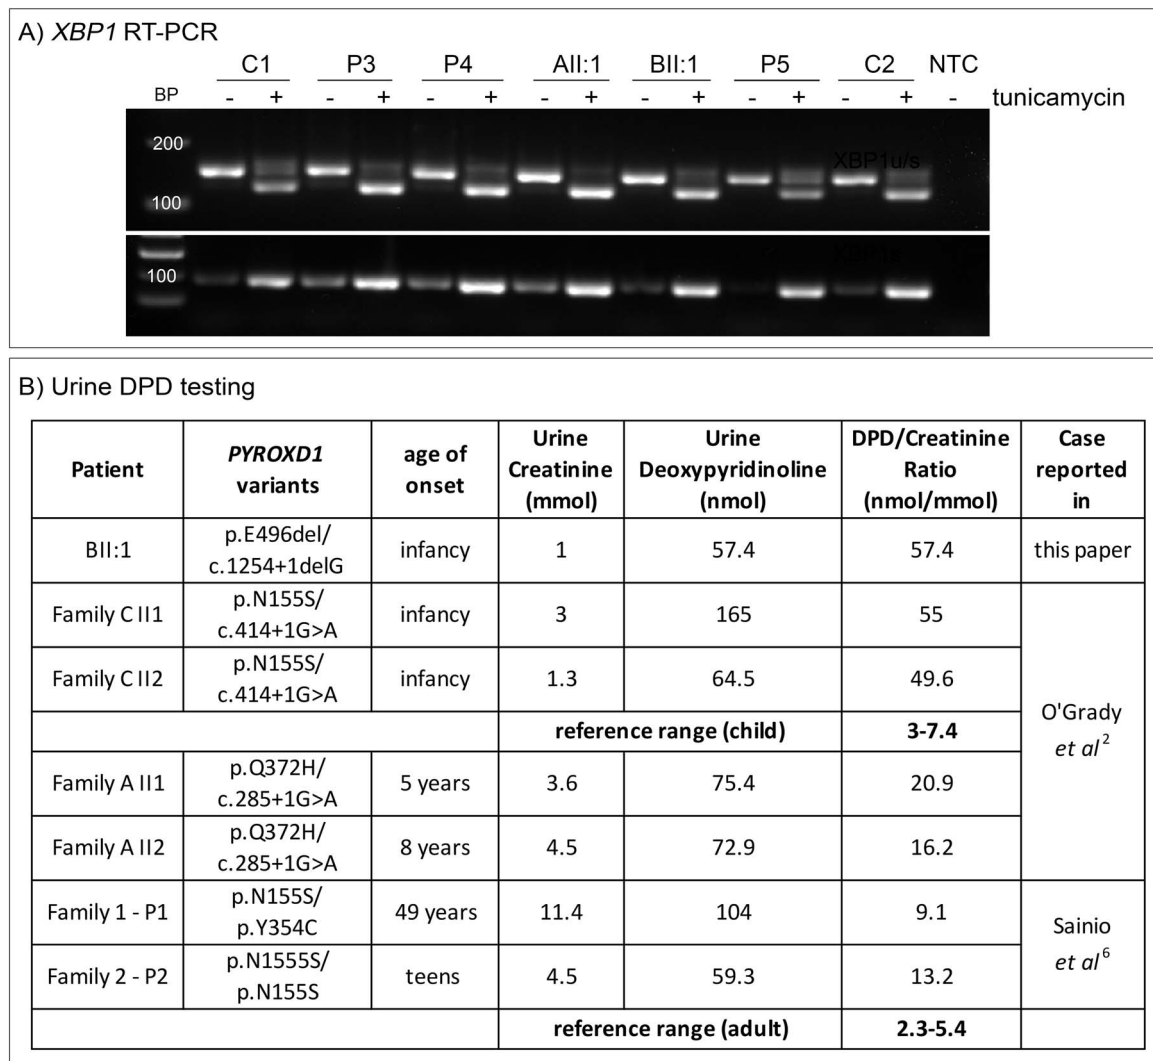 A) XBP1 RT-PCR
C1 P3 P4 AII:1 BII:1 P5 C2 NTC
BP - + - + - + - + - + - + - + - tunicamycin
200
XBP1u/s
100
XBP1s
100
B) Urine DPD testing
Patient
PYROXD1
variants
age of
onset
Urine
Creatinine
(mmol)
Urine
Deoxypyridinoline
(nmol)
DPD/Creatinine
Ratio
(nmol/mmol)
Case
reported
in
BII:1
p.E496del/
c.1254+1delG
infancy
1
57.4
57.4
this paper
Family C II1
p.N155S/
c.414+1G>A
infancy
3
165
55
Family C II2
p.N155S/
c.414+1G>A
infancy
1.3
64.5
49.6
reference range (child)
3-7.4
O'Grady
et al2
Family A II1
p.Q372H/
c.285+1G>A
5 years
3.6
75.4
20.9
Family A II2
p.Q372H/
c.285+1G>A
8 years
4.5
72.9
16.2
Family 1 - P1
p.N155S/
p.Y354C
49 years
11.4
104
9.1
Sainio
et al6
Family 2 - P2
p.N1555S/
p.N155S
teens
4.5
59.3
13.2
reference range (adult)
2.3-5.4